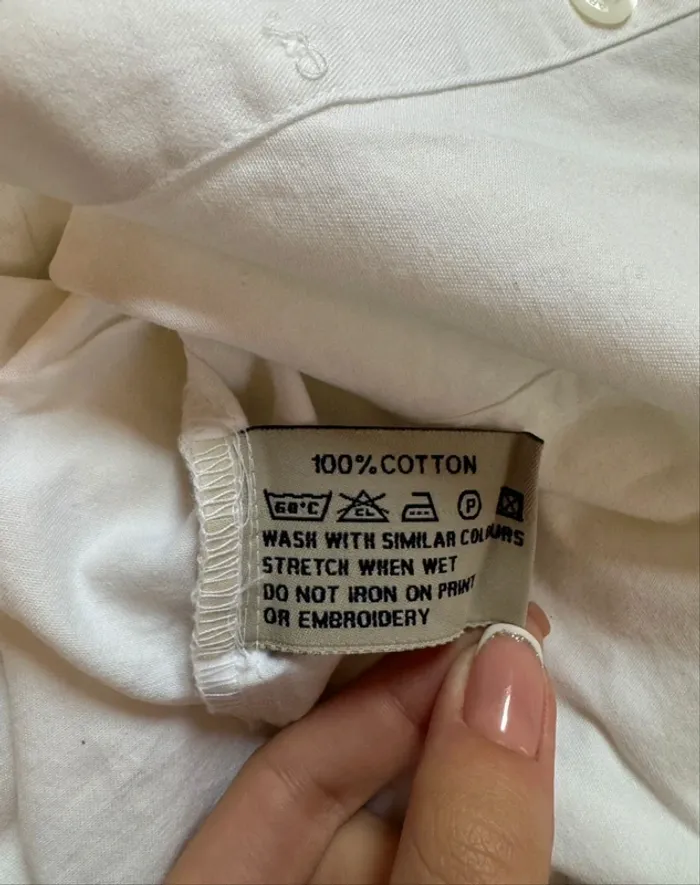 100% COTTON
60°C CL P
WASH WITH SIMILAR COLOURS
STRETCH WHEN WET
DO NOT IRON ON PRINT
OR EMBROIDERY